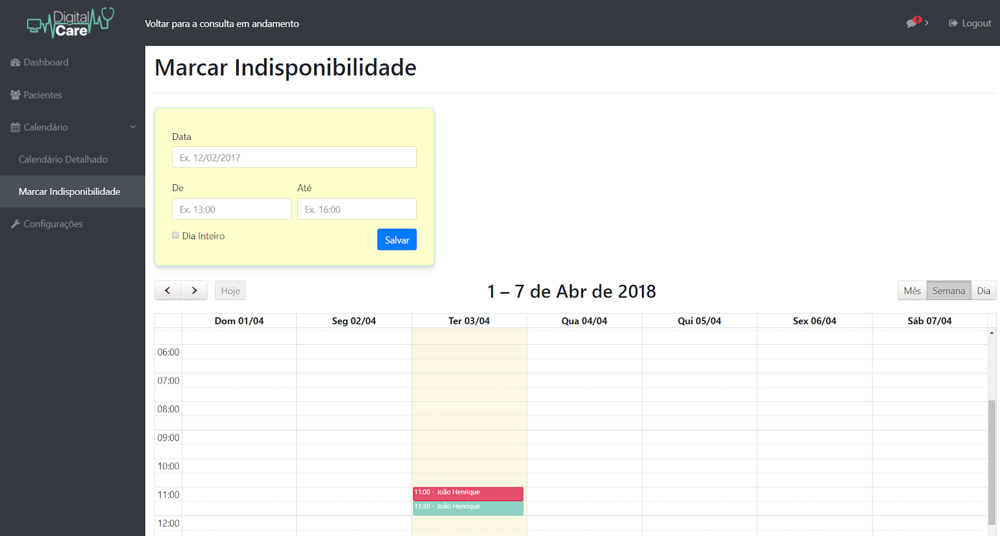 Digital
Care
Voltar para a consulta em andamento
!
Logout
Dashboard
Pacientes
Calendário
Calendário Detalhado
Marcar Indisponibilidade
Configurações
Marcar Indisponibilidade
Data
Ex. 12/02/2017
De
Até
Ex. 13:00
Ex. 16:00
Dia Inteiro
Salvar
Hoje
1 – 7 de Abr de 2018
Mês
Semana
Dia
Dom 01/04
Seg 02/04
Ter 03/04
Qua 04/04
Qui 05/04
Sex 06/04
Sáb 07/04
06:00
07:00
08:00
09:00
10:00
11:00
11:00 - João Henrique
11:30 - João Henrique
12:00